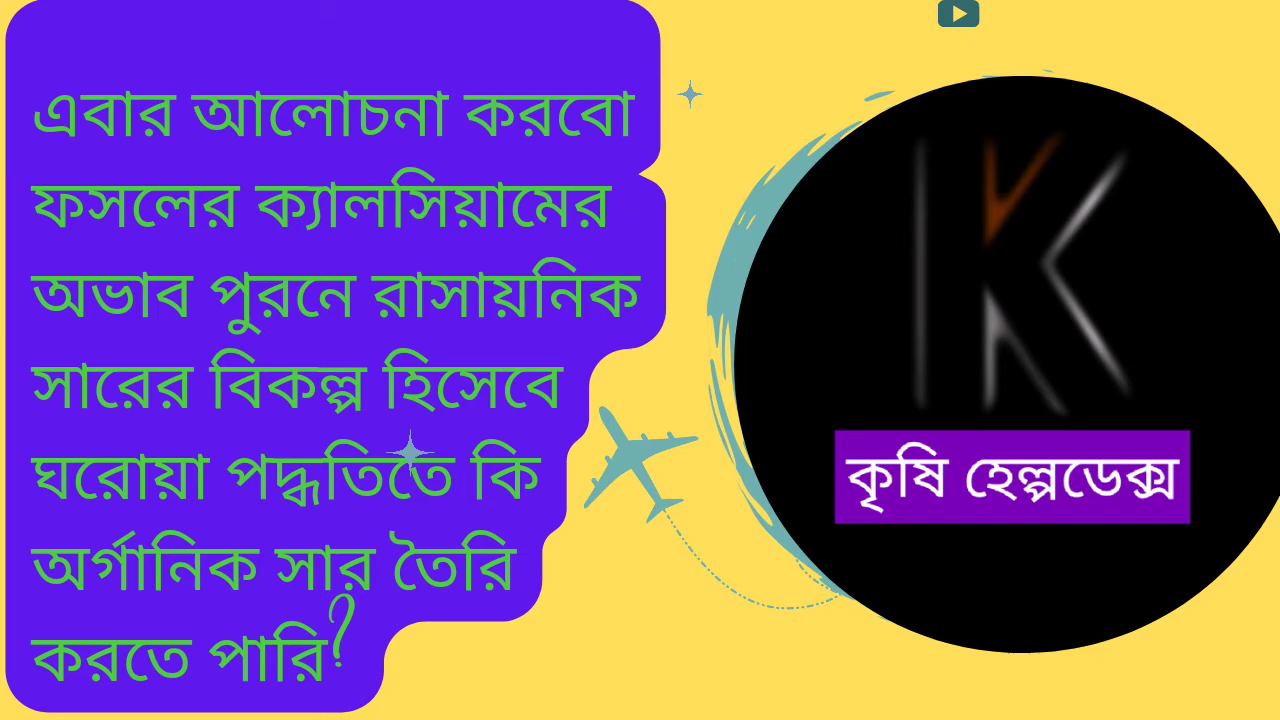 এবার আলোচনা করবো
ফসলের ক্যালসিয়ামের
অভাব পুরনে রাসায়নিক
সারের বিকল্প হিসেবে
ঘরোয়া পদ্ধতিতে কি
অর্গানিক সার তৈরি
করতে পারি?
K
কৃষি হেল্পডেক্স